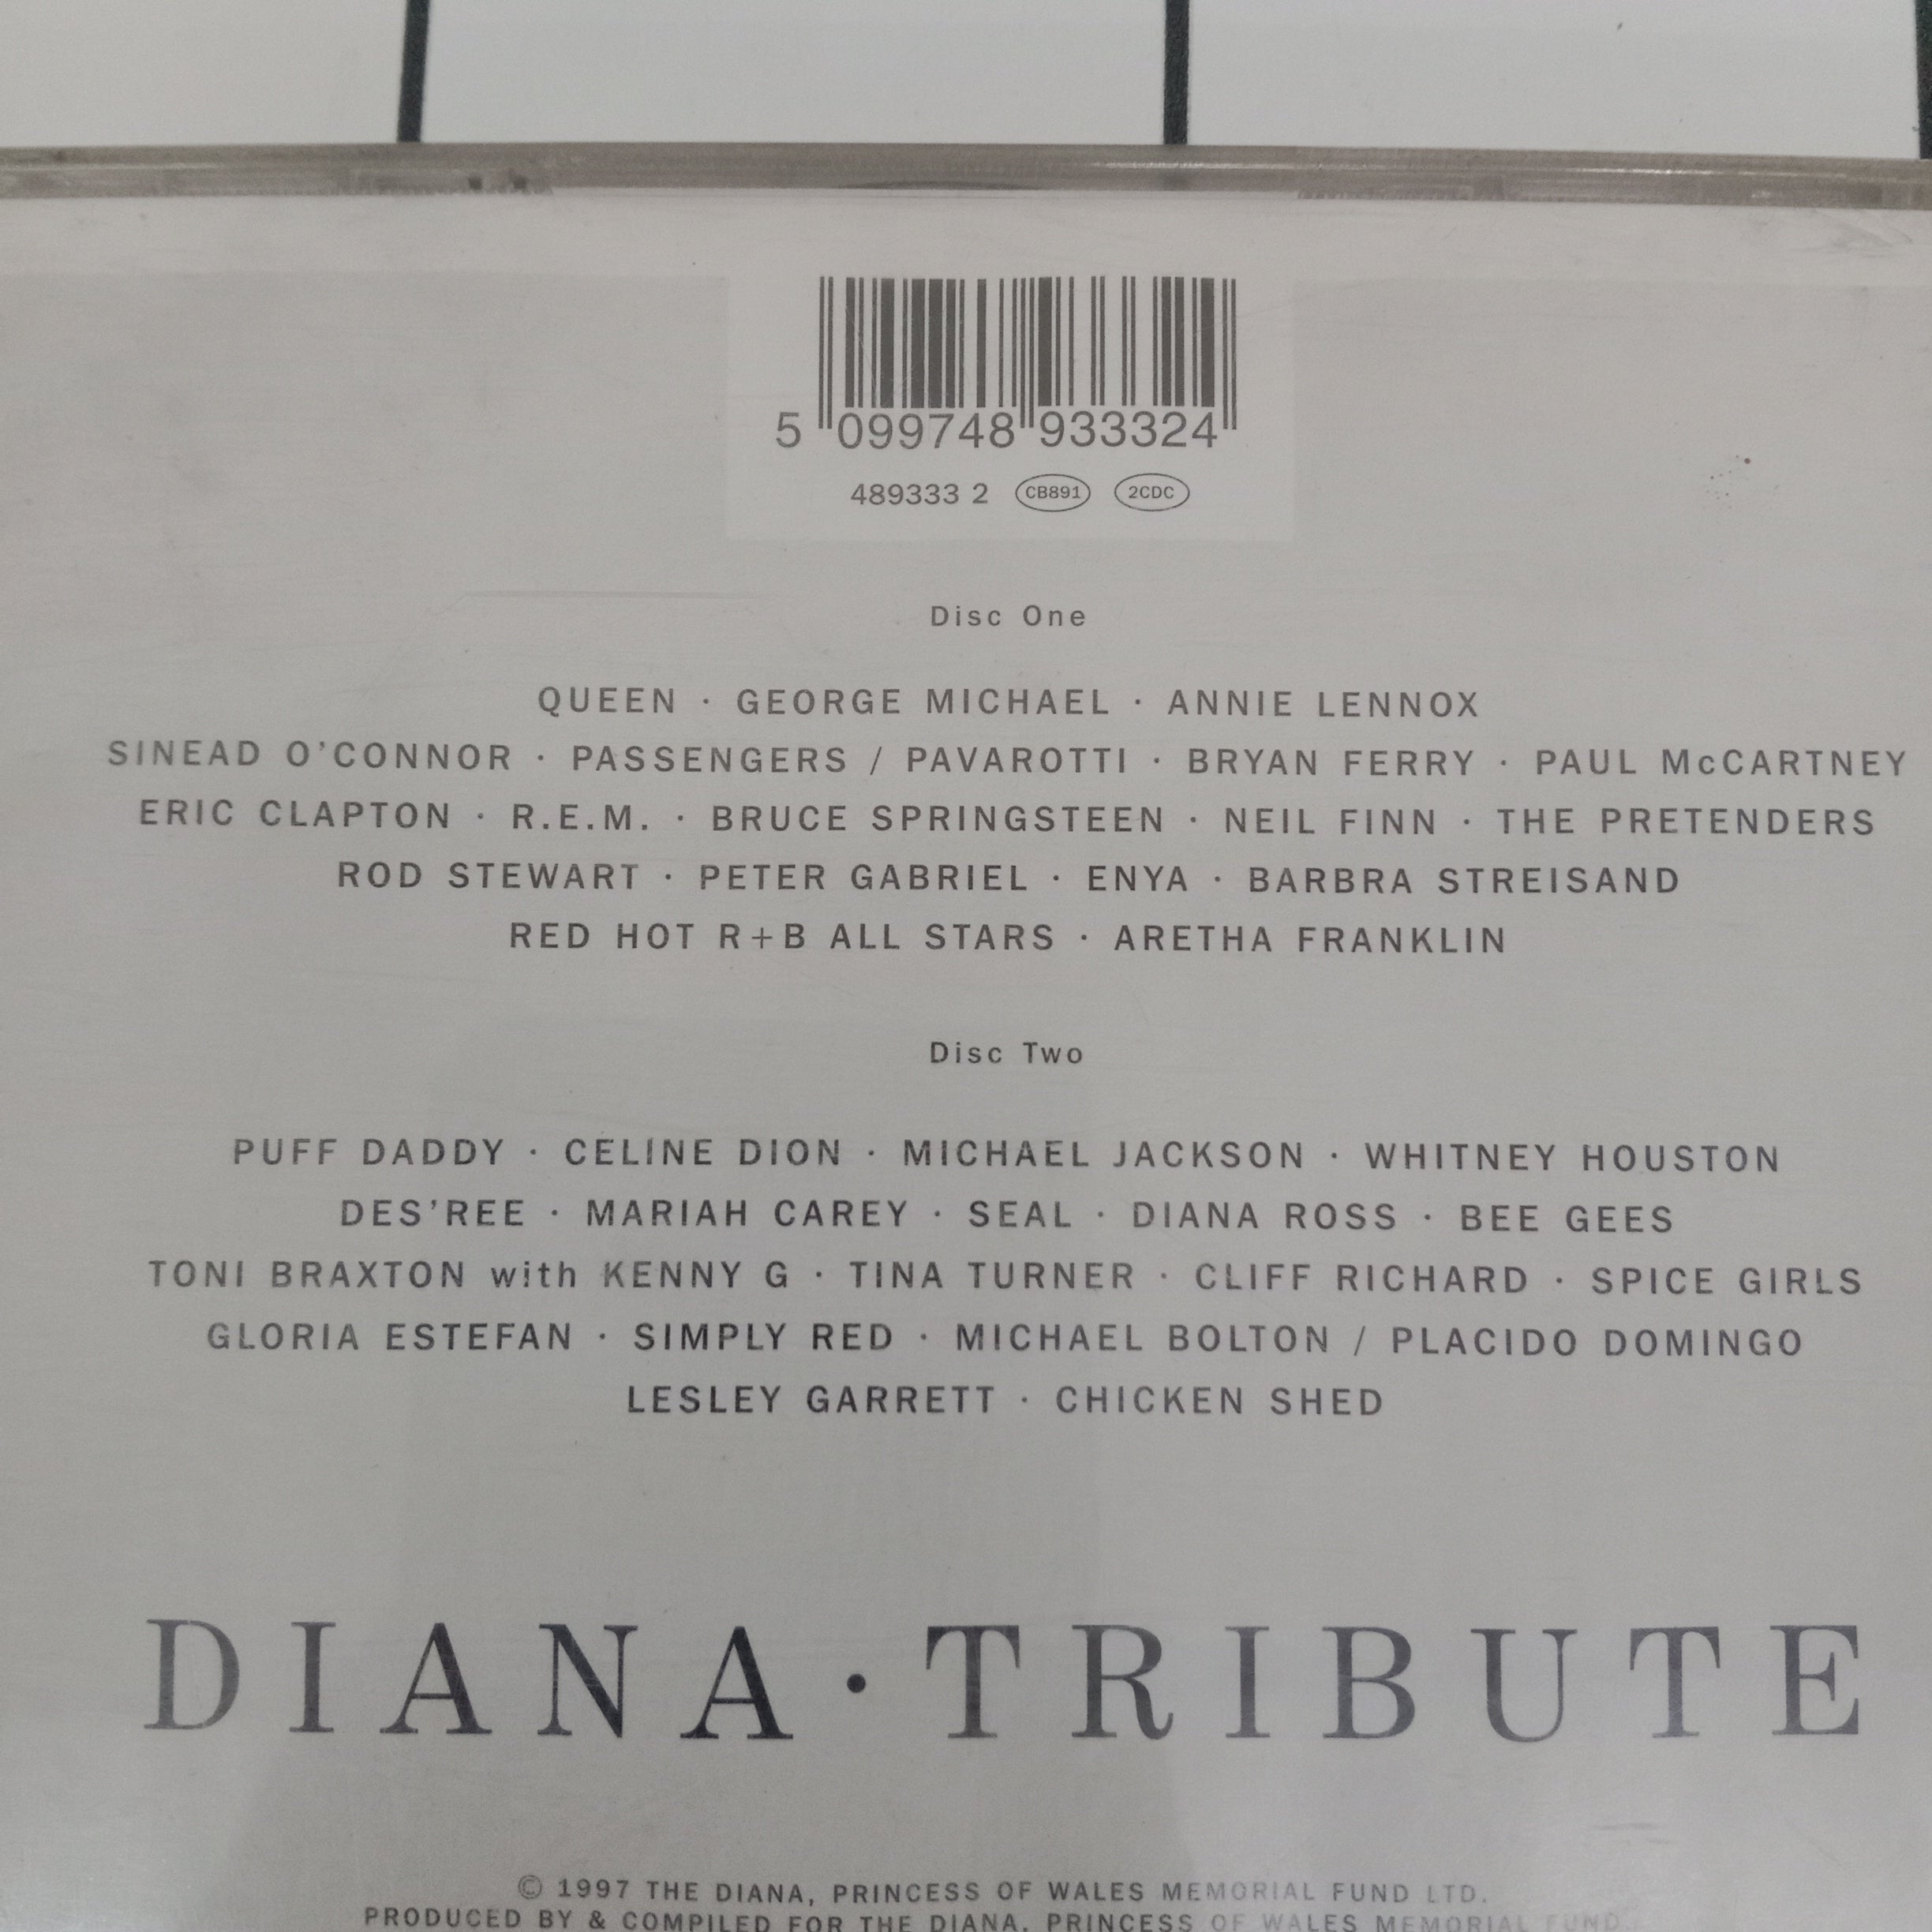 5 099748 933324
489333 2 CB891 2CDC
Disc One
QUEEN · GEORGE MICHAEL · ANNIE LENNOX
SINEAD O'CONNOR · PASSENGERS / PAVAROTTI · BRYAN FERRY · PAUL McCARTNEY
ERIC CLAPTON · R.E.M. · BRUCE SPRINGSTEEN · NEIL FINN · THE PRETENDERS
ROD STEWART · PETER GABRIEL · ENYA · BARBRA STREISAND
RED HOT R+B ALL STARS · ARETHA FRANKLIN
Disc Two
PUFF DADDY · CELINE DION · MICHAEL JACKSON · WHITNEY HOUSTON
DES'REE · MARIAH CAREY · SEAL · DIANA ROSS · BEE GEES
TONI BRAXTON with KENNY G · TINA TURNER · CLIFF RICHARD · SPICE GIRLS
GLORIA ESTEFAN · SIMPLY RED · MICHAEL BOLTON / PLACIDO DOMINGO
LESLEY GARRETT · CHICKEN SHED
DIANA · TRIBUTE
© 1997 THE DIANA, PRINCESS OF WALES MEMORIAL FUND LTD.
PRODUCED BY & COMPILED FOR THE DIANA, PRINCESS OF WALES MEMORIAL FUND.